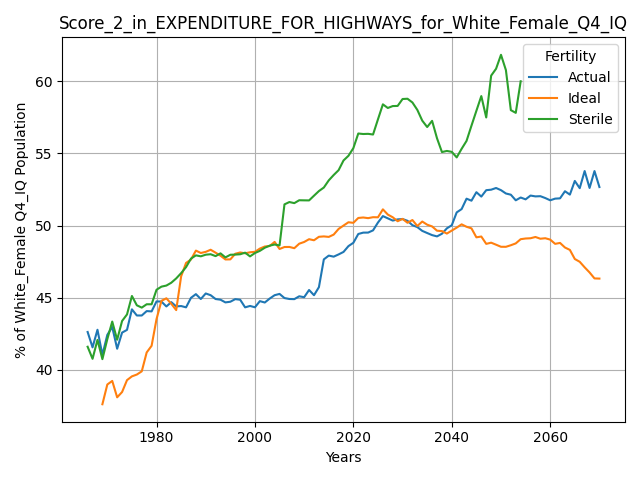 Score_2_in_EXPENDITURE_FOR_HIGHWAYS_for_White_Female_Q4_IQ
Fertility
Actual
Ideal
Sterile
% of White_Female Q4_IQ Population
60
55
50
45
40
1980
2000
2020
2040
2060
Years